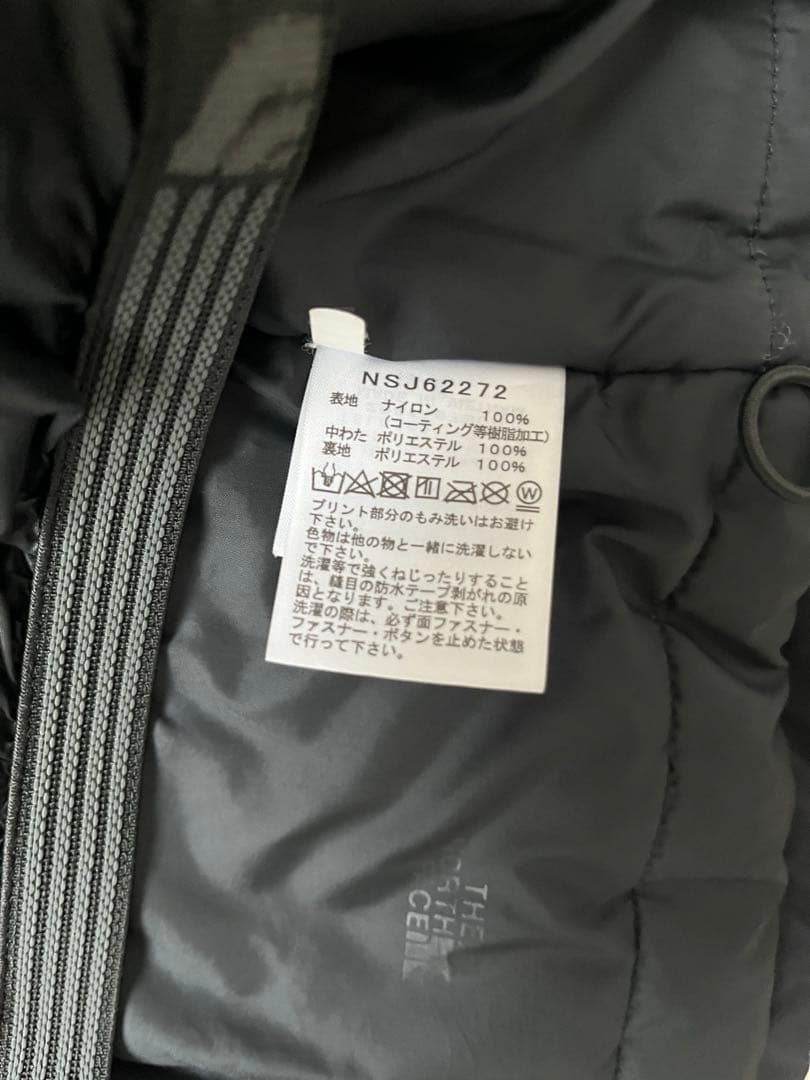 NSJ62272
表地 ナイロン 100%
(コーティング等樹脂加工)
中わた ポリエステル 100%
裏地 ポリエステル 100%
W
プリント部分のもみ洗いはお避け
下さい。
色物は他の物と一緒に洗濯しない
で下さい。
洗濯等で強くねじったりすること
は、縫目の防水テープ剥がれの原
因となります。ご注意下さい。
洗濯の際は、必ず面ファスナー・
ファスナー・ボタンを止めた状態
で行って下さい。
THE